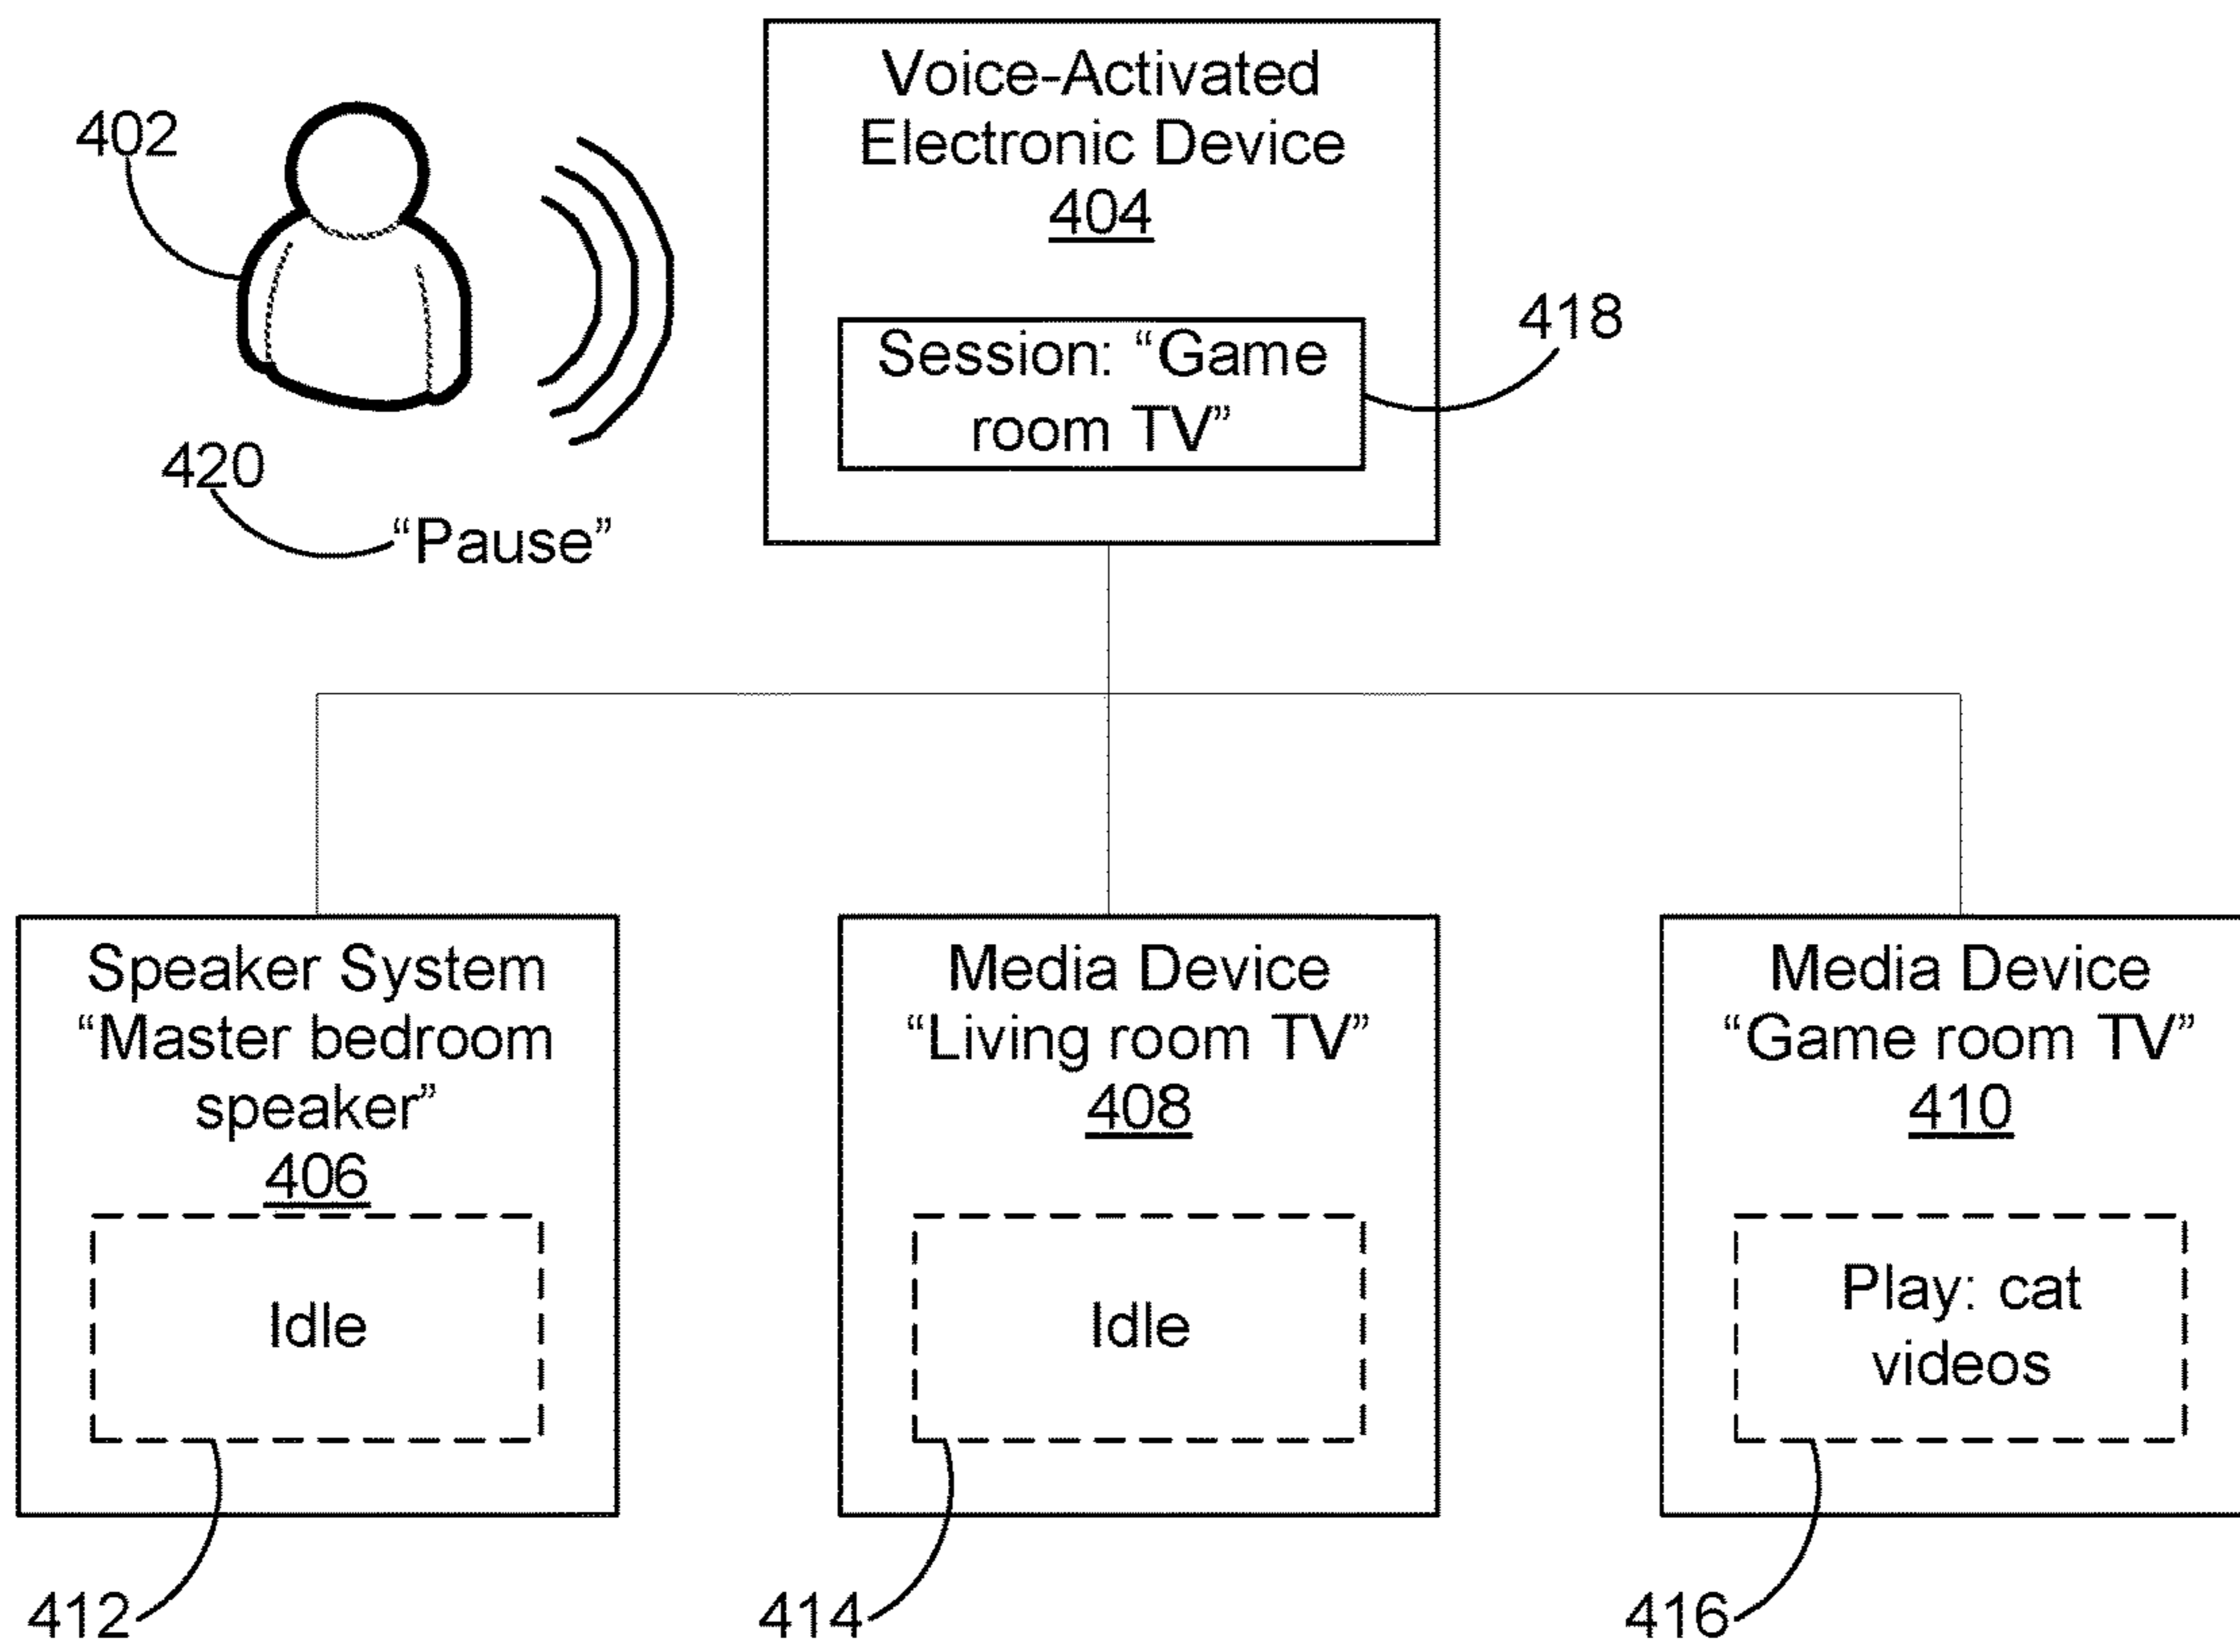 402
420
“Pause”
Voice-Activated
Electronic Device
404
Session: “Game
room TV”
418
Speaker System
“Master bedroom
speaker”
406
Idle
412
Media Device
“Living room TV”
408
Idle
414
Media Device
“Game room TV”
410
Play: cat
videos
416